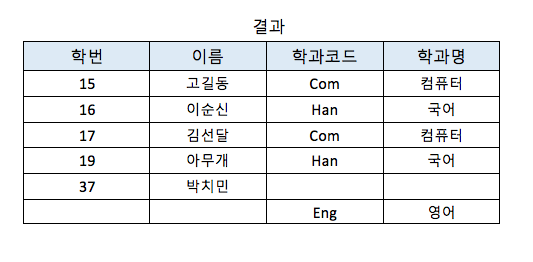 결과
학번 이름 학과코드 학과명
15 고길동 Com 컴퓨터
16 이순신 Han 국어
17 김선달 Com 컴퓨터
19 아무개 Han 국어
37 박치민
Eng 영어